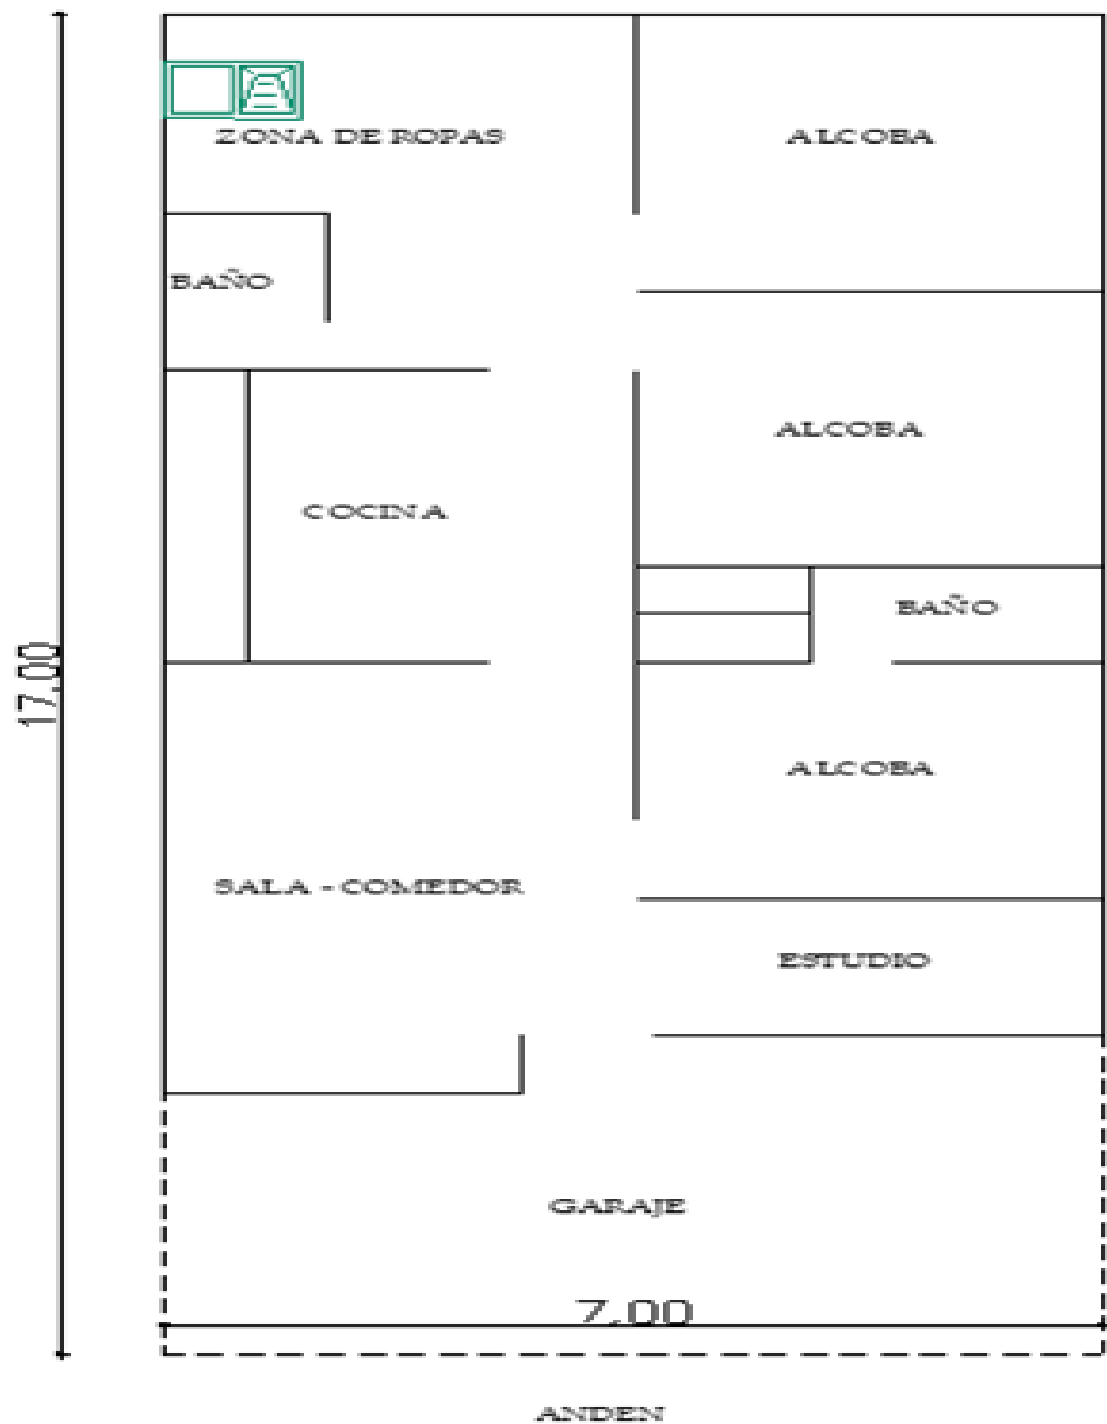 ZONA DE ROPAS
ALCOBA
BAÑO
ALCOBA
COCINA
BAÑO
17,00
ALCOBA
SALA - COMEDOR
ESTUDIO
GARAJE
7,00
ANDEN